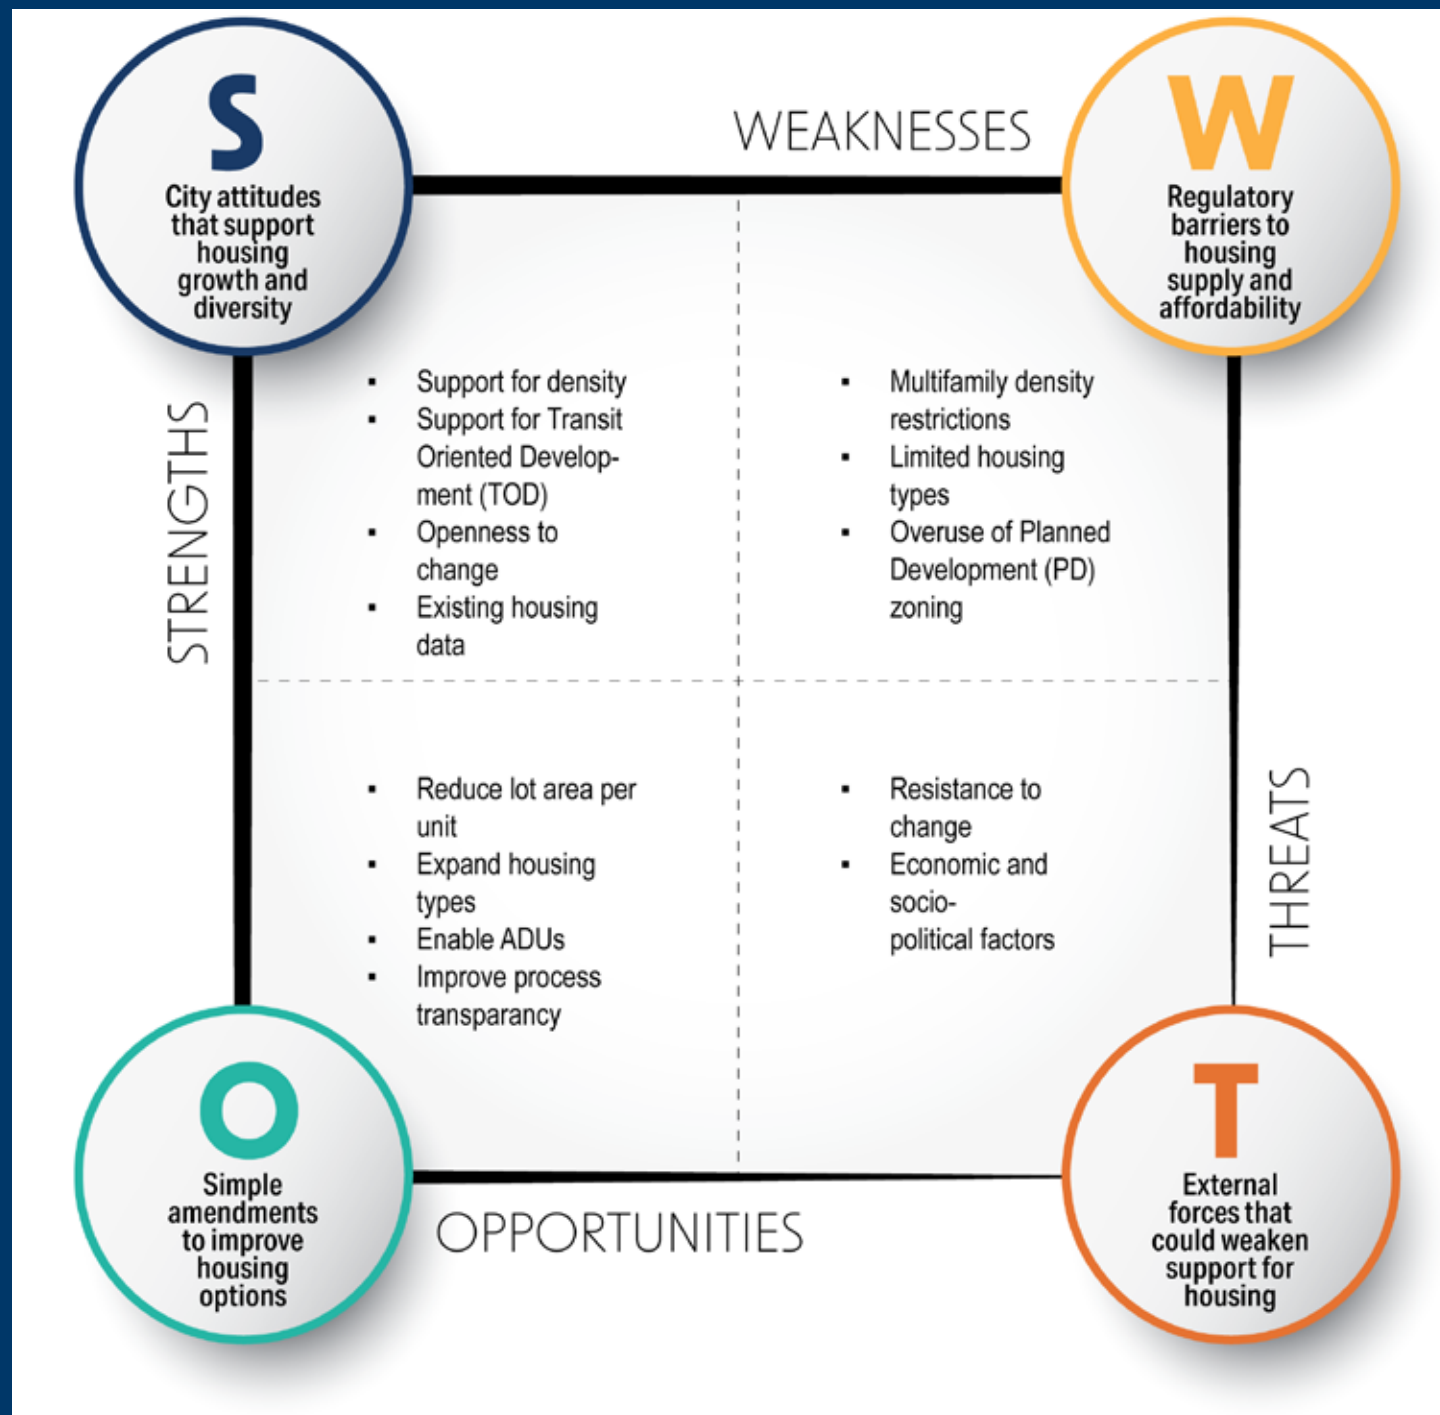 S
City attitudes
that support
housing
growth and
diversity
WEAKNESSES
W
Regulatory
barriers to
housing
supply and
affordability
STRENGTHS
▪ Support for density
▪ Support for Transit
Oriented Develop-
ment (TOD)
▪ Openness to
change
▪ Existing housing
data
▪ Multifamily density
restrictions
▪ Limited housing
types
▪ Overuse of Planned
Development (PD)
zoning
▪ Reduce lot area per
unit
▪ Expand housing
types
▪ Enable ADUs
▪ Improve process
transparancy
▪ Resistance to
change
▪ Economic and
socio-
political factors
THREATS
O
Simple
amendments
to improve
housing
options
OPPORTUNITIES
T
External
forces that
could weaken
support for
housing